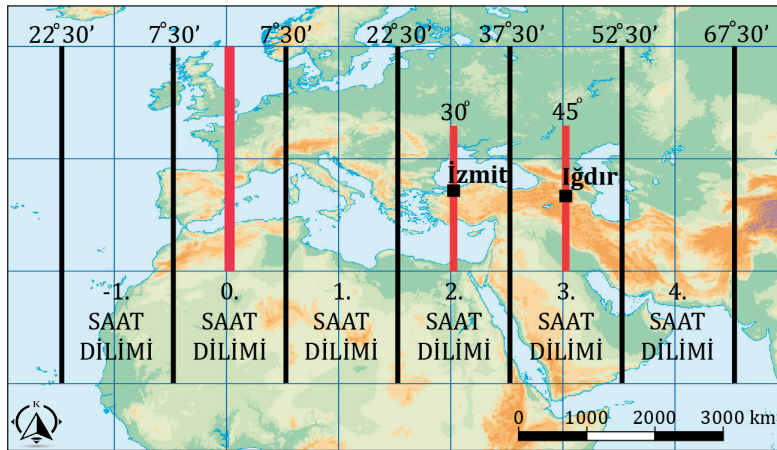 22°30’ 7°30’ 7°30’ 22°30’ 37°30’ 52°30’ 67°30’
30° 45°
İzmit Iğdır
-1. 0. 1. 2. 3. 4.
SAAT SAAT SAAT SAAT SAAT SAAT
DİLİMİ DİLİMİ DİLİMİ DİLİMİ DİLİMİ DİLİMİ
K
0 1000 2000 3000 km